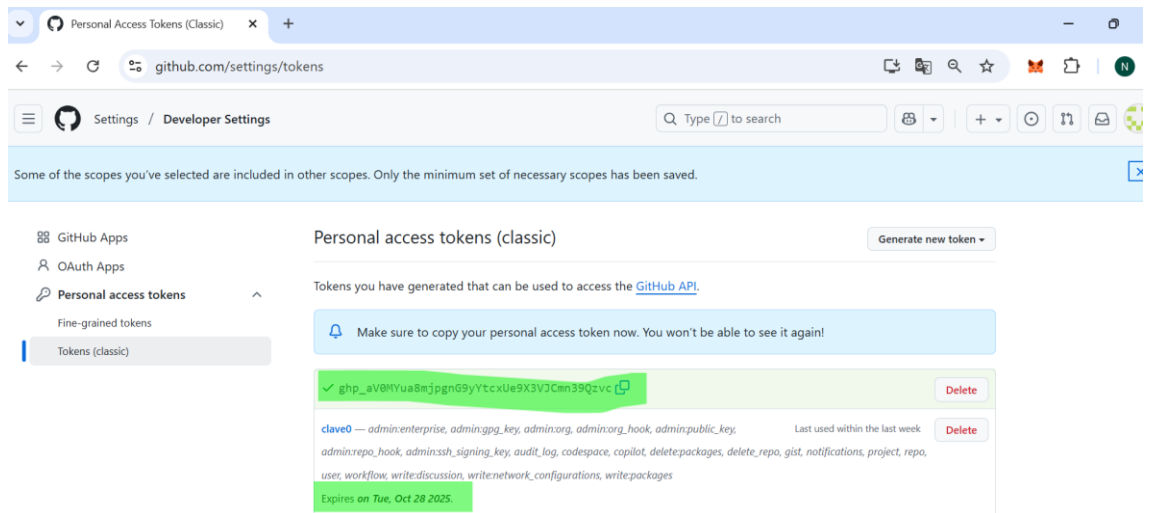 Personal Access Tokens (Classic)
github.com/settings/tokens
N
Settings / Developer Settings
Type / to search
Some of the scopes you've selected are included in other scopes. Only the minimum set of necessary scopes has been saved.
GitHub Apps
OAuth Apps
Personal access tokens
Fine-grained tokens
Tokens (classic)
Personal access tokens (classic)
Generate new token
Tokens you have generated that can be used to access the GitHub API.
Make sure to copy your personal access token now. You won't be able to see it again!
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
Delete
clave0 — admin:enterprise, admin:gpg_key, admin:org, admin:org_hook, admin:public_key,
Last used within the last week
Delete
admin:repo_hook, admin:ssh_signing_key, audit_log, codespace, copilot, delete:packages, delete_repo, gist, notifications, project, repo,
user, workflow, write:discussion, write:network_configurations, write:packages
Expires on Tue, Oct 28 2025.